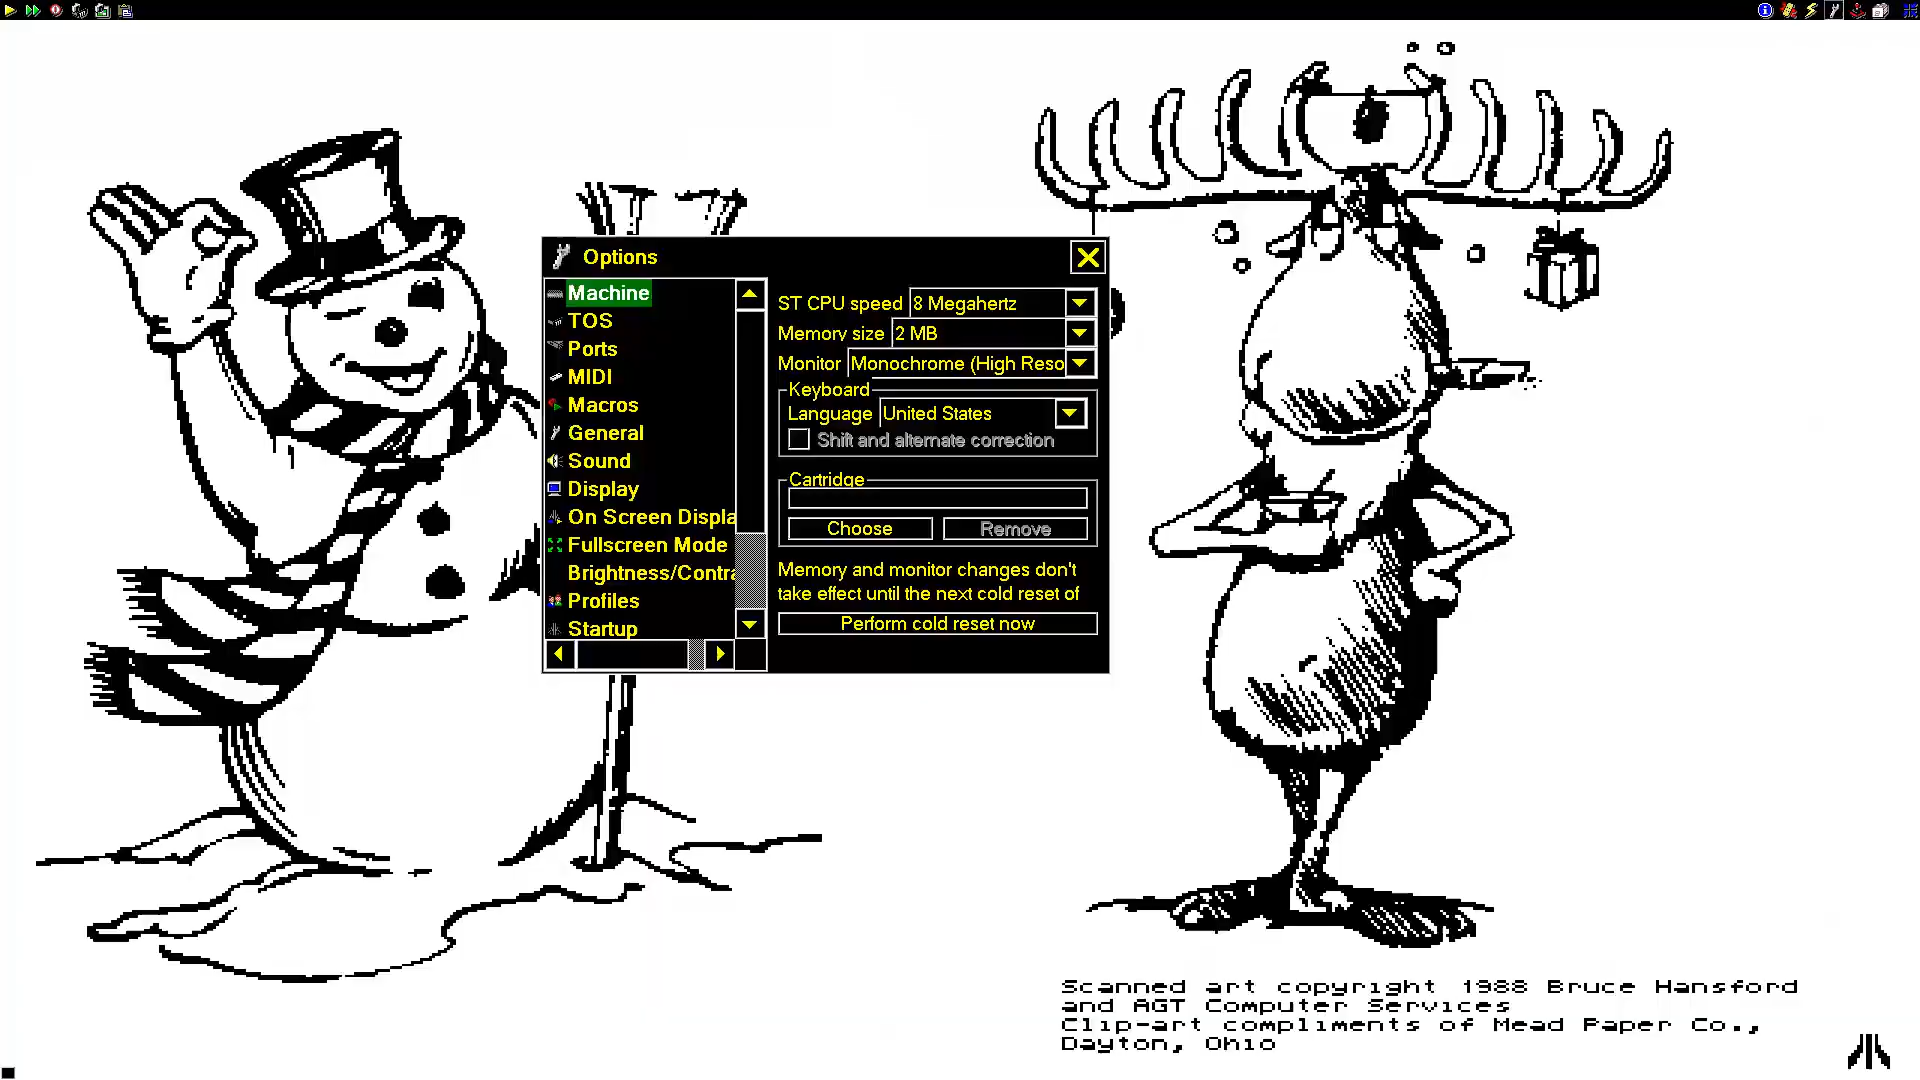 Options
Machine
TOS
Ports
MIDI
Macros
General
Sound
Display
On Screen Displa
Fullscreen Mode
Brightness/Contra
Profiles
Startup
ST CPU speed 8 Megahertz
Memory size 2 MB
Monitor Monochrome (High Reso
Keyboard
Language United States
Shift and alternate correction
Cartridge
Choose Remove
Memory and monitor changes don't
take effect until the next cold reset of
Perform cold reset now
Scanned art copyright 1988 Bruce Hansford
and AGT Computer Services
Clip-art compliments of Mead Paper Co.,
Dayton, Ohio